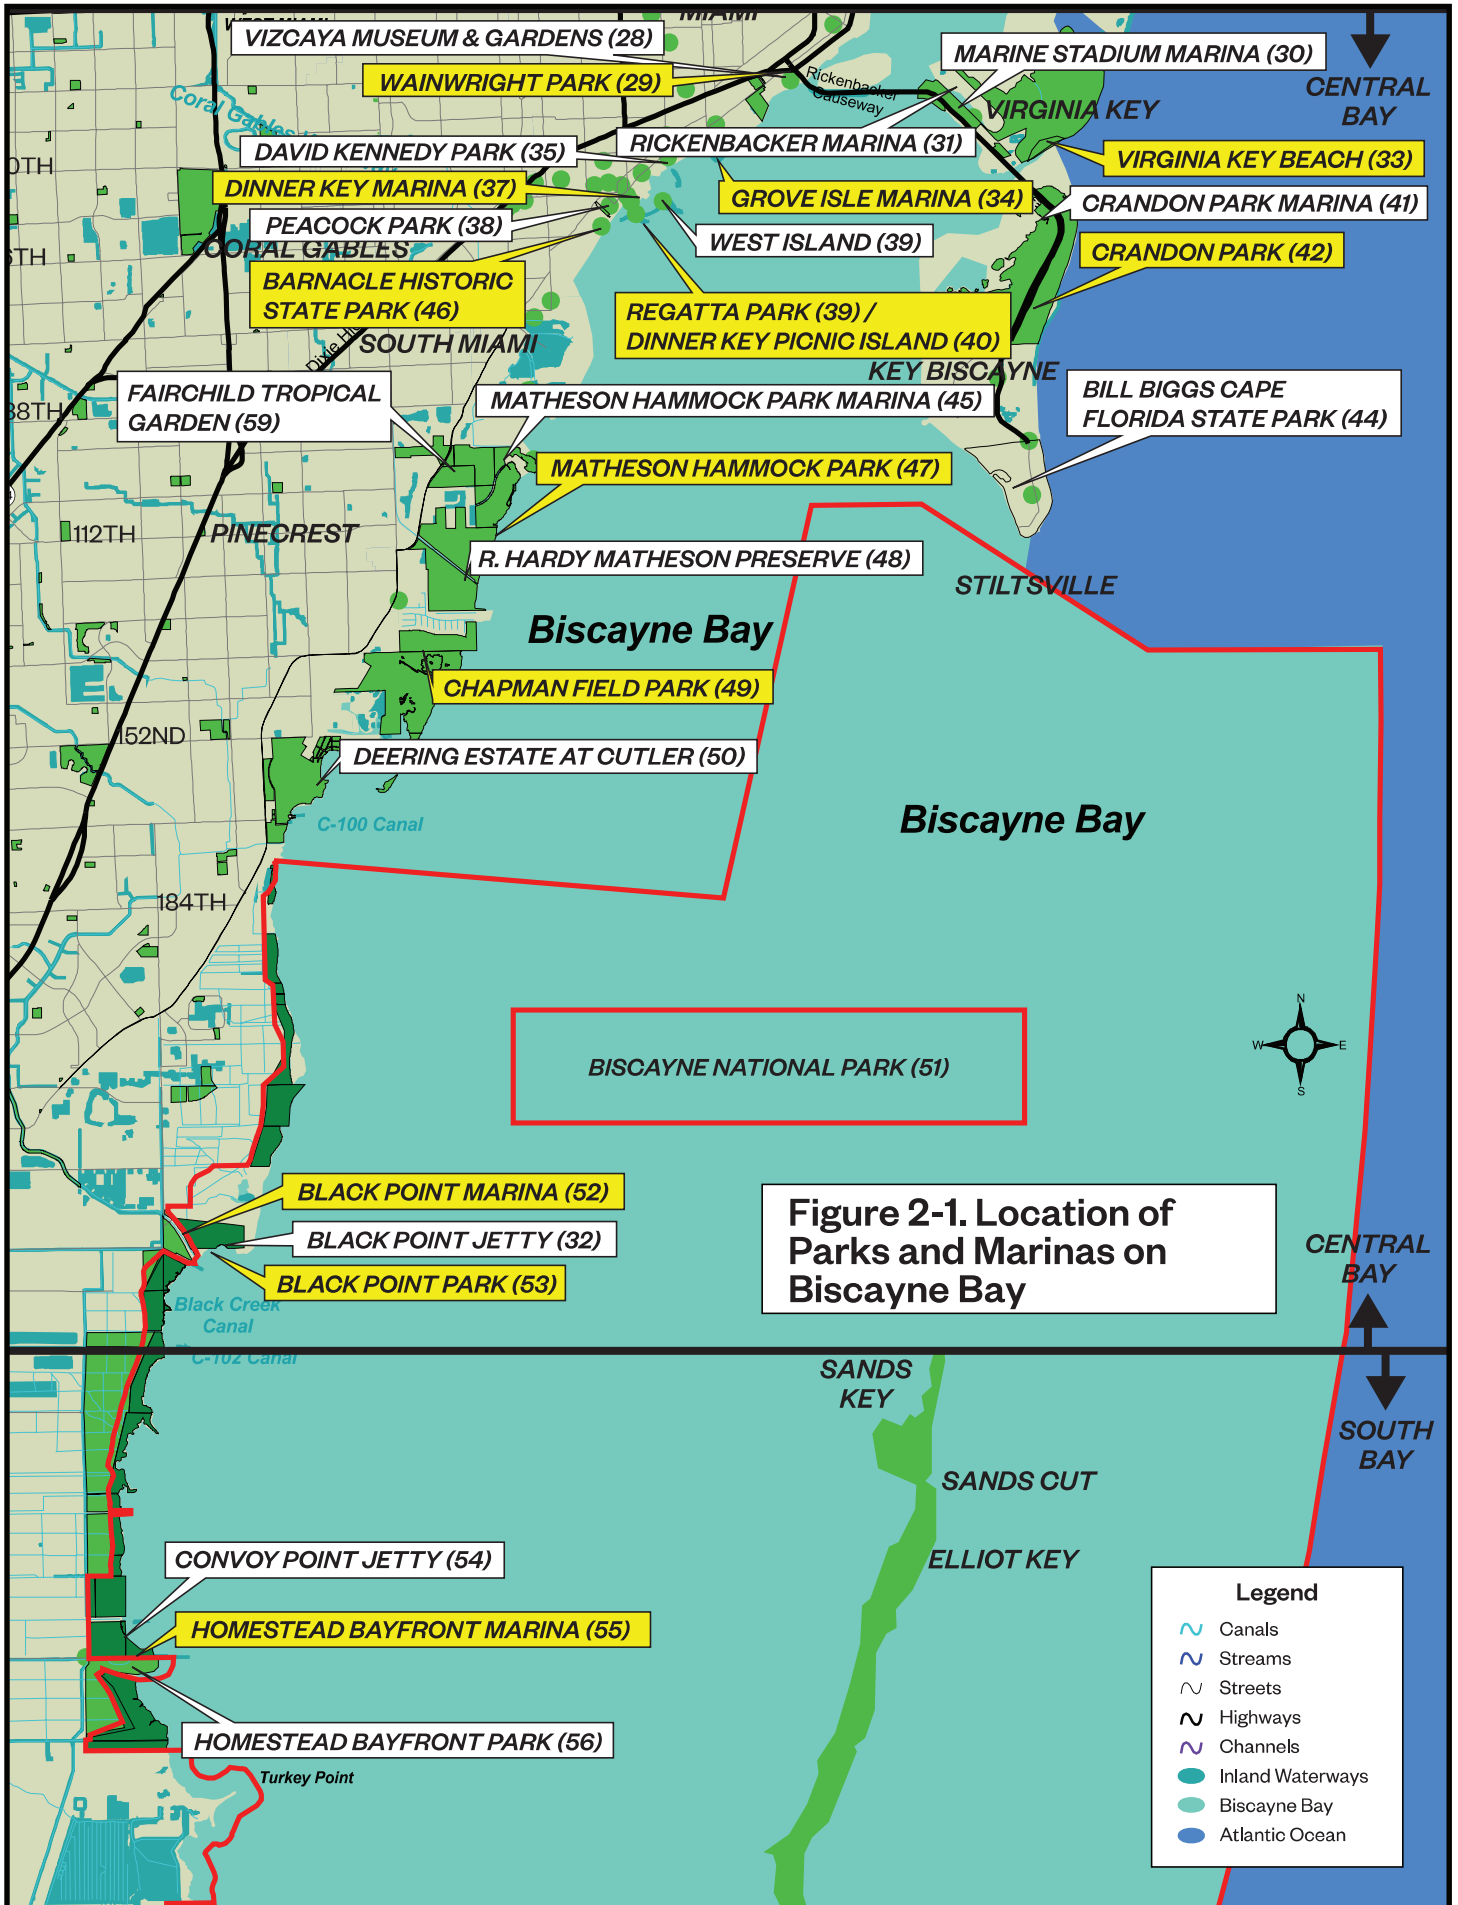 MIAMI
WEST MIAMI
VIZCAYA MUSEUM & GARDENS (28)
MARINE STADIUM MARINA (30)
WAINWRIGHT PARK (29)
Rickenbacker
Causeway
CENTRAL
BAY
Coral Gables
VIRGINIA KEY
DAVID KENNEDY PARK (35)
RICKENBACKER MARINA (31)
VIRGINIA KEY BEACH (33)
DINNER KEY MARINA (37)
GROVE ISLE MARINA (34)
CRANDON PARK MARINA (41)
PEACOCK PARK (38)
WEST ISLAND (39)
CORAL GABLES
CRANDON PARK (42)
BARNACLE HISTORIC
STATE PARK (46)
REGATTA PARK (39) /
DINNER KEY PICNIC ISLAND (40)
SOUTH MIAMI
KEY BISCAYNE
FAIRCHILD TROPICAL
GARDEN (59)
MATHESON HAMMOCK PARK MARINA (45)
BILL BIGGS CAPE
FLORIDA STATE PARK (44)
88TH
MATHESON HAMMOCK PARK (47)
112TH
PINECREST
R. HARDY MATHESON PRESERVE (48)
STILTSVILLE
Biscayne Bay
CHAPMAN FIELD PARK (49)
152ND
DEERING ESTATE AT CUTLER (50)
C-100 Canal
Biscayne Bay
184TH
BISCAYNE NATIONAL PARK (51)
N
W E
S
BLACK POINT MARINA (52)
BLACK POINT JETTY (32)
BLACK POINT PARK (53)
Figure 2-1. Location of
Parks and Marinas on
Biscayne Bay
CENTRAL
BAY
Black Creek
Canal
C-102 Canal
SANDS
KEY
SOUTH
BAY
SANDS CUT
ELLIOT KEY
CONVOY POINT JETTY (54)
HOMESTEAD BAYFRONT MARINA (55)
HOMESTEAD BAYFRONT PARK (56)
Turkey Point
Legend
Canals
Streams
Streets
Highways
Channels
Inland Waterways
Biscayne Bay
Atlantic Ocean